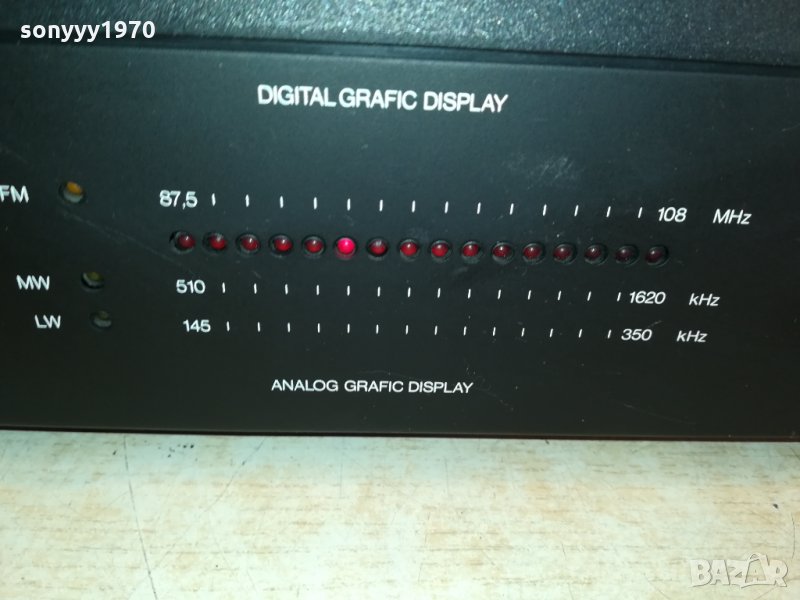 sonyyy1970
DIGITAL GRAFIC DISPLAY
FM 87,5 108 MHz
MW 510 1620 kHz
LW 145 350 kHz
ANALOG GRAFIC DISPLAY
BAZAR